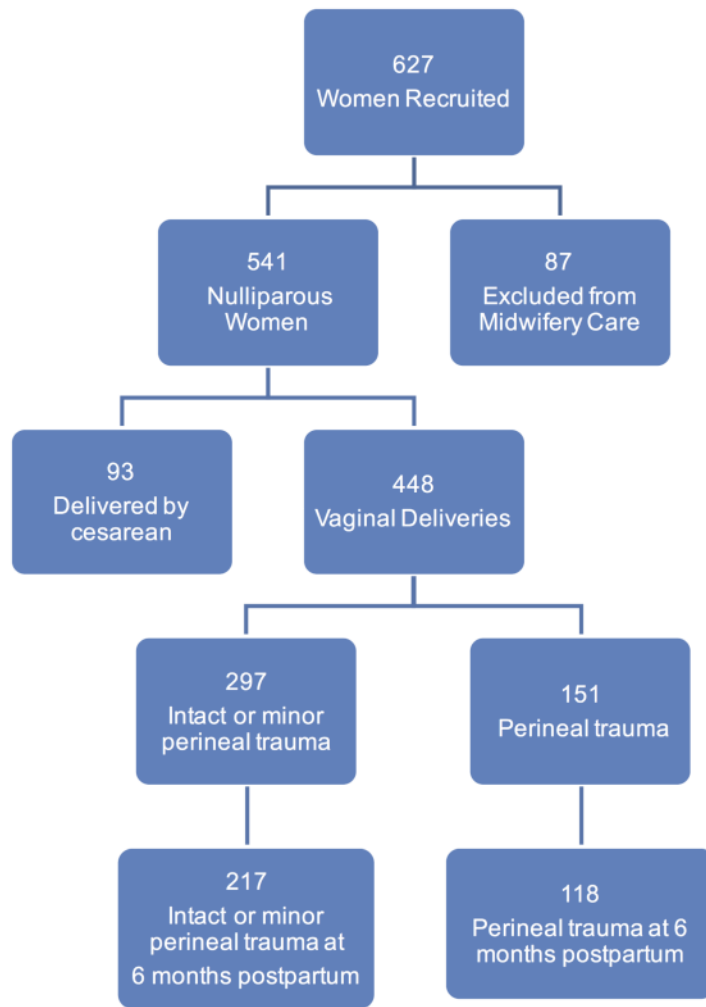 627
Women Recruited
541
Nulliparous
Women
87
Excluded from
Midwifery Care
93
Delivered by
cesarean
448
Vaginal Deliveries
297
Intact or minor
perineal trauma
151
Perineal trauma
217
Intact or minor
perineal trauma at
6 months postpartum
118
Perineal trauma at 6
months postpartum